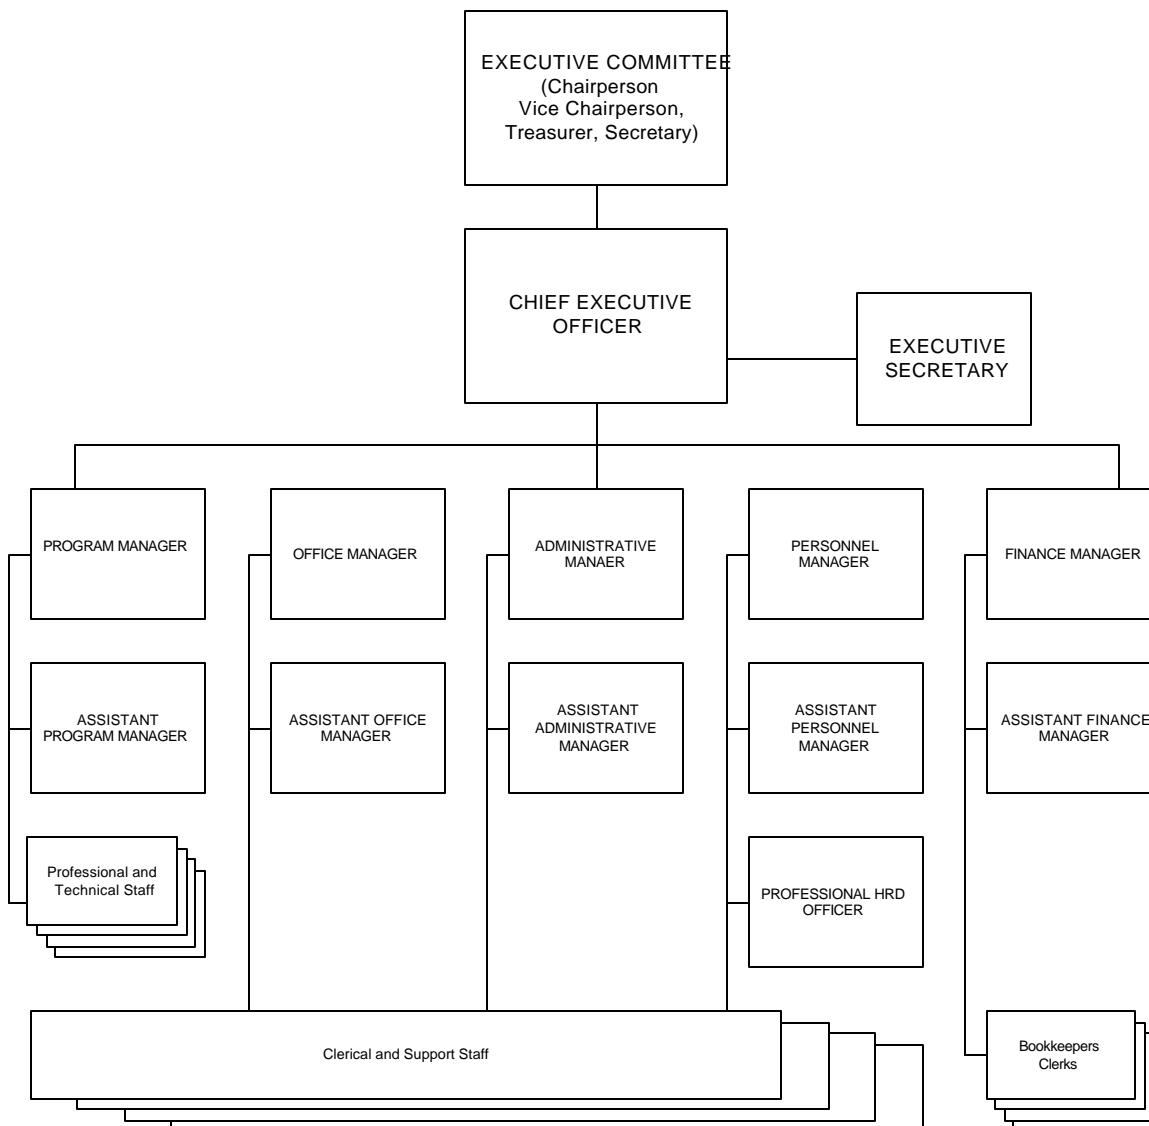 EXECUTIVE COMMITTEE
(Chairperson
Vice Chairperson,
Treasurer, Secretary)
CHIEF EXECUTIVE
OFFICER
EXECUTIVE
SECRETARY
PROGRAM MANAGER
OFFICE MANAGER
ADMINISTRATIVE
MANAER
PERSONNEL
MANAGER
FINANCE MANAGER
ASSISTANT
PROGRAM MANAGER
ASSISTANT OFFICE
MANAGER
ASSISTANT
ADMINISTRATIVE
MANAGER
ASSISTANT
PERSONNEL
MANAGER
ASSISTANT FINANCE
MANAGER
Professional and
Technical Staff
PROFESSIONAL HRD
OFFICER
Clerical and Support Staff
Bookkeepers
Clerks